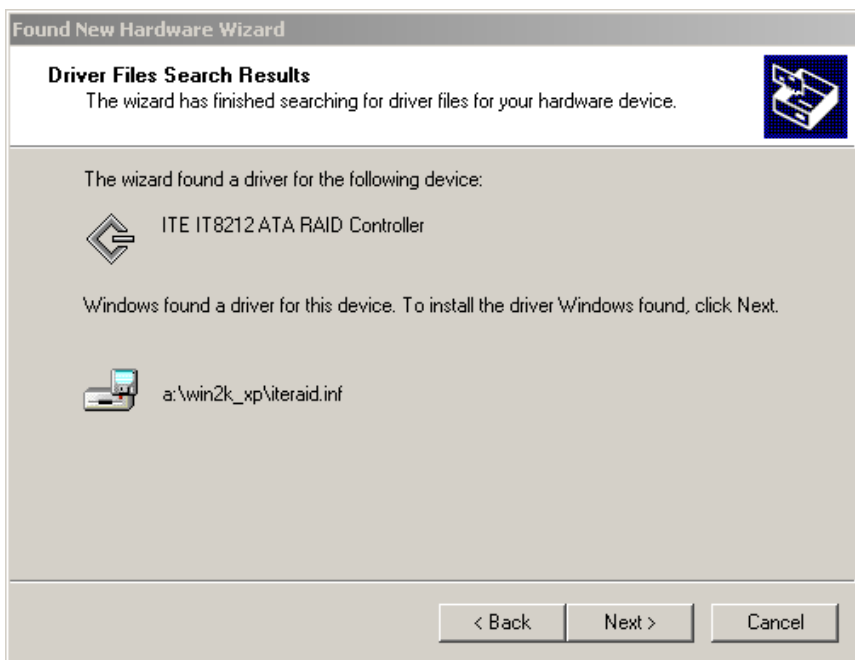 Found New Hardware Wizard
Driver Files Search Results
The wizard has finished searching for driver files for your hardware device.
The wizard found a driver for the following device:
ITE IT8212 ATA RAID Controller
Windows found a driver for this device. To install the driver Windows found, click Next.
a:\win2k_xp\iteraid.inf
< Back
Next >
Cancel